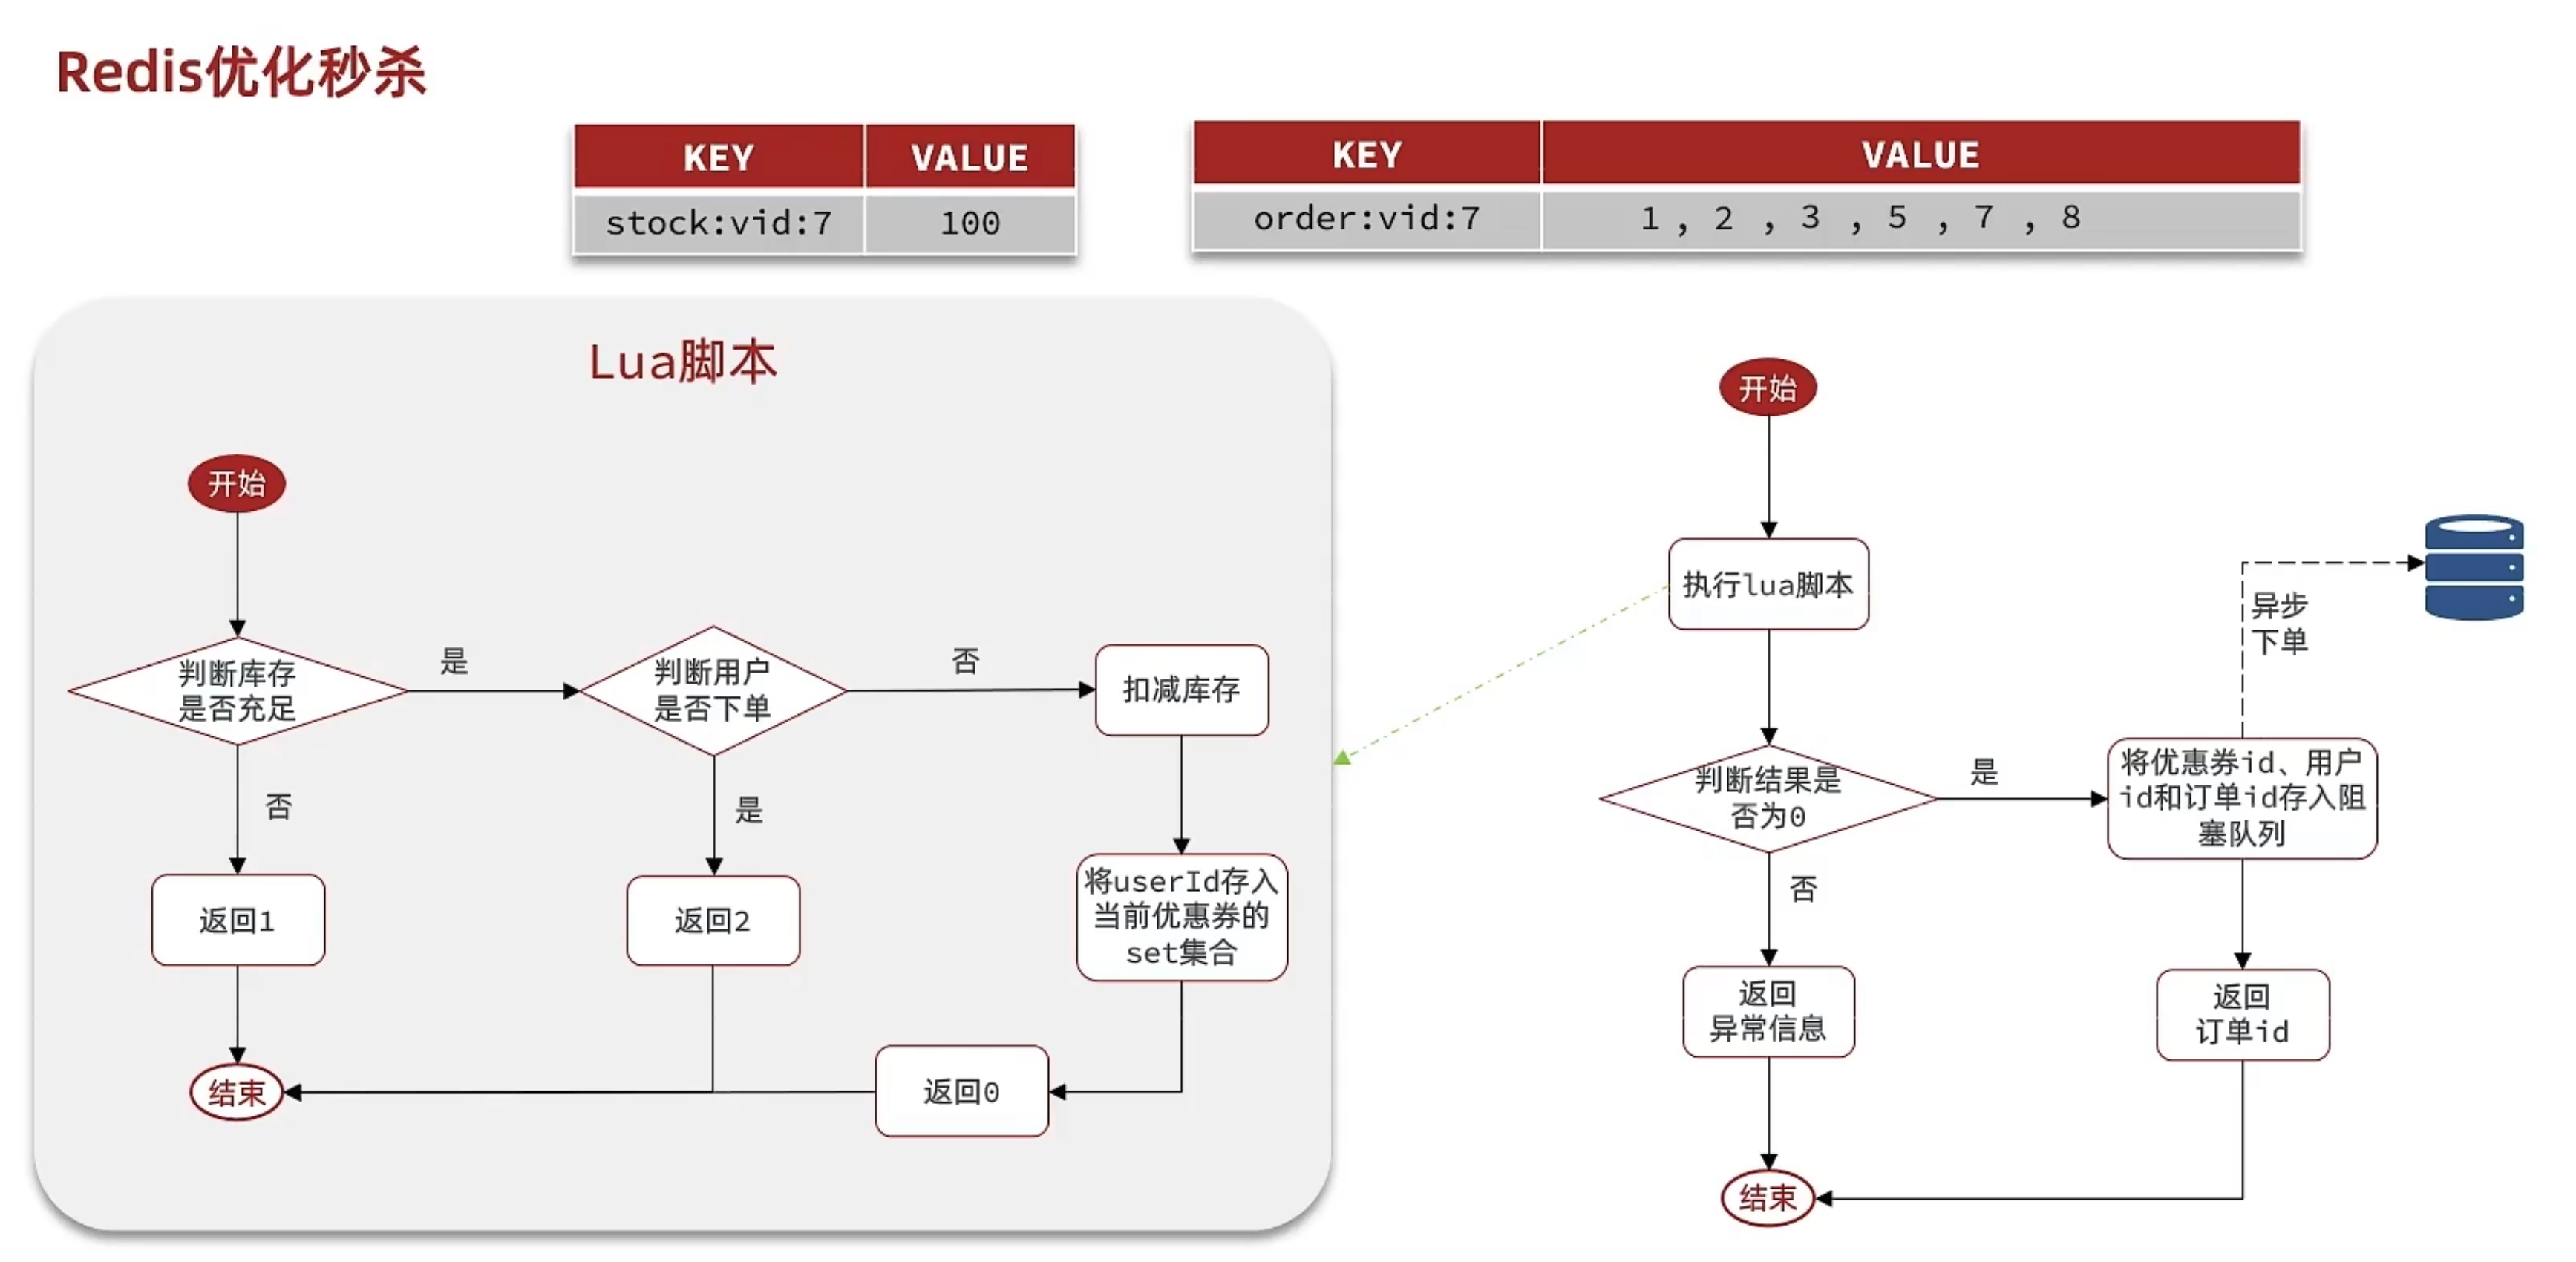 Redis优化秒杀
KEY VALUE
stock:vid:7 100
KEY VALUE
order:vid:7 1 , 2 , 3 , 5 , 7 , 8
Lua脚本
开始
判断库存
是否充足
是
判断用户
是否下单
否
扣减库存
否
是
返回1
返回2
将userId存入
当前优惠券的
set集合
返回0
结束
开始
执行lua脚本
异步
下单
判断结果是
否为0
是
将优惠券id、用户
id和订单id存入阻
塞队列
否
返回
异常信息
返回
订单id
结束